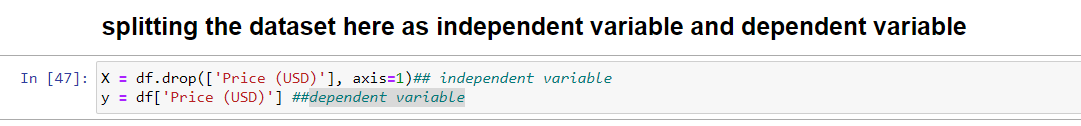 splitting the dataset here as independent variable and dependent variable
In [47]: X = df.drop(['Price (USD)'], axis=1)## independent variable
y = df['Price (USD)'] ##dependent variable